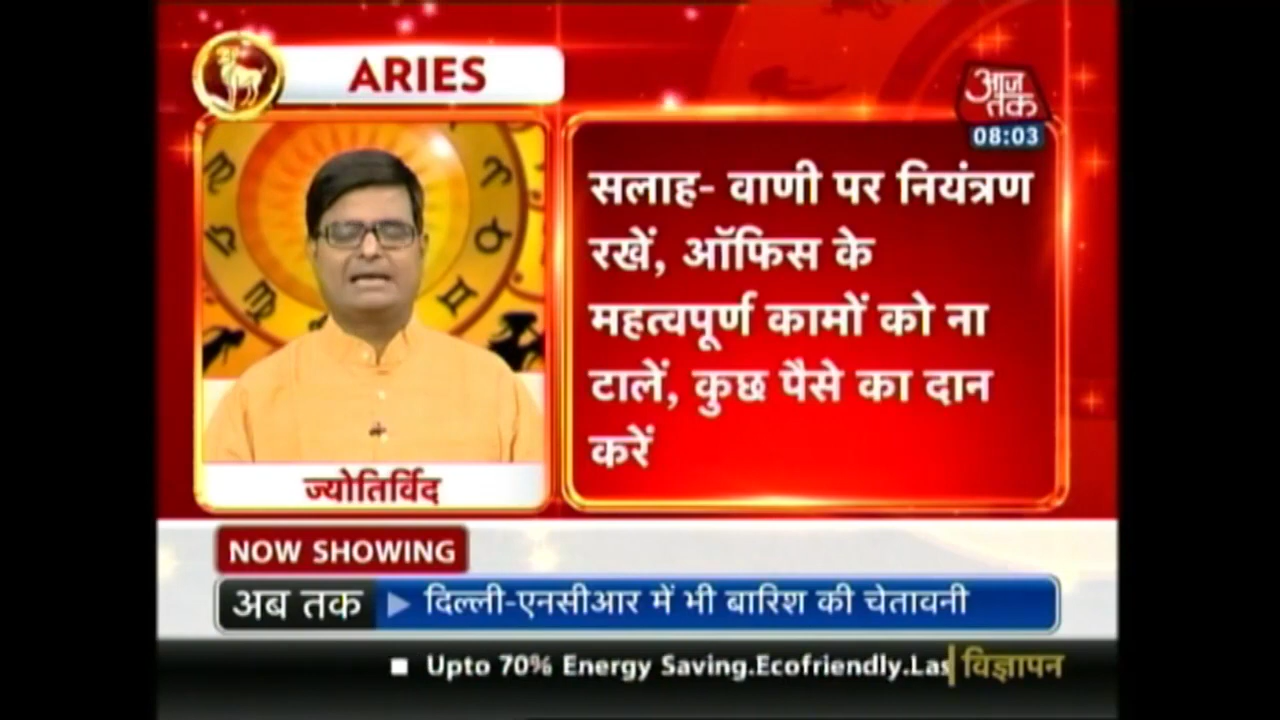 ARIES
आज
तक
08:03
सलाह- वाणी पर नियंत्रण
रखें, ऑफिस के
महत्वपूर्ण कामों को ना
टालें, कुछ पैसे का दान
करें
ज्योतिर्विद
NOW SHOWING
अब तक
दिल्ली-एनसीआर में भी बारिश की चेतावनी
Upto 70% Energy Saving.Ecofriendly.Las
विज्ञापन